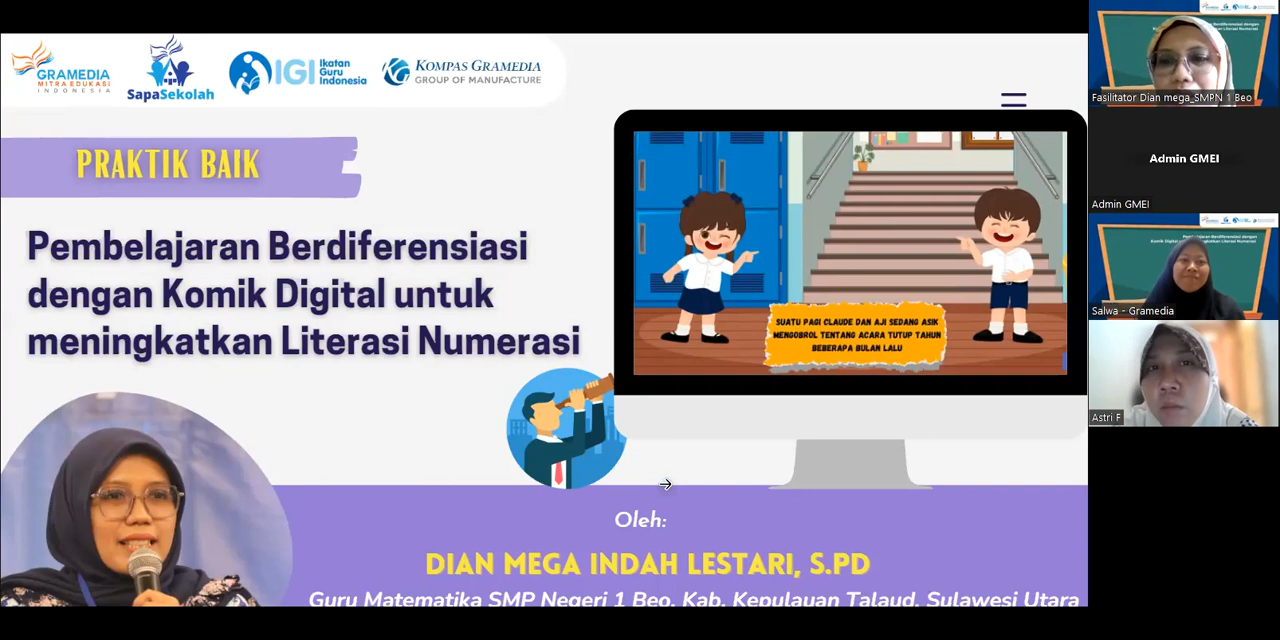 GRAMEDIA
MITRA EDUKASI
INDONESIA
SapaSekolah
IGI Ikatan
Guru
Indonesia
KOMPAS GRAMEDIA
GROUP OF MANUFACTURE
PRAKTIK BAIK
Pembelajaran Berdiferensiasi
dengan Komik Digital untuk
meningkatkan Literasi Numerasi
SUATU PAGI CLAUDE DAN AJI SEDANG ASIK
MENGOBROL TENTANG ACARA TUTUP TAHUN
BEBERAPA BULAN LALU
Oleh:
DIAN MEGA INDAH LESTARI, S.PD
Guru Matematika SMP Negeri 1 Beo, Kab. Kepulauan Talaud, Sulawesi Utara
Fasilitator Dian mega_SMPN 1 Beo
Admin GMEI
Admin GMEI
Salwa - Gramedia
Astri F